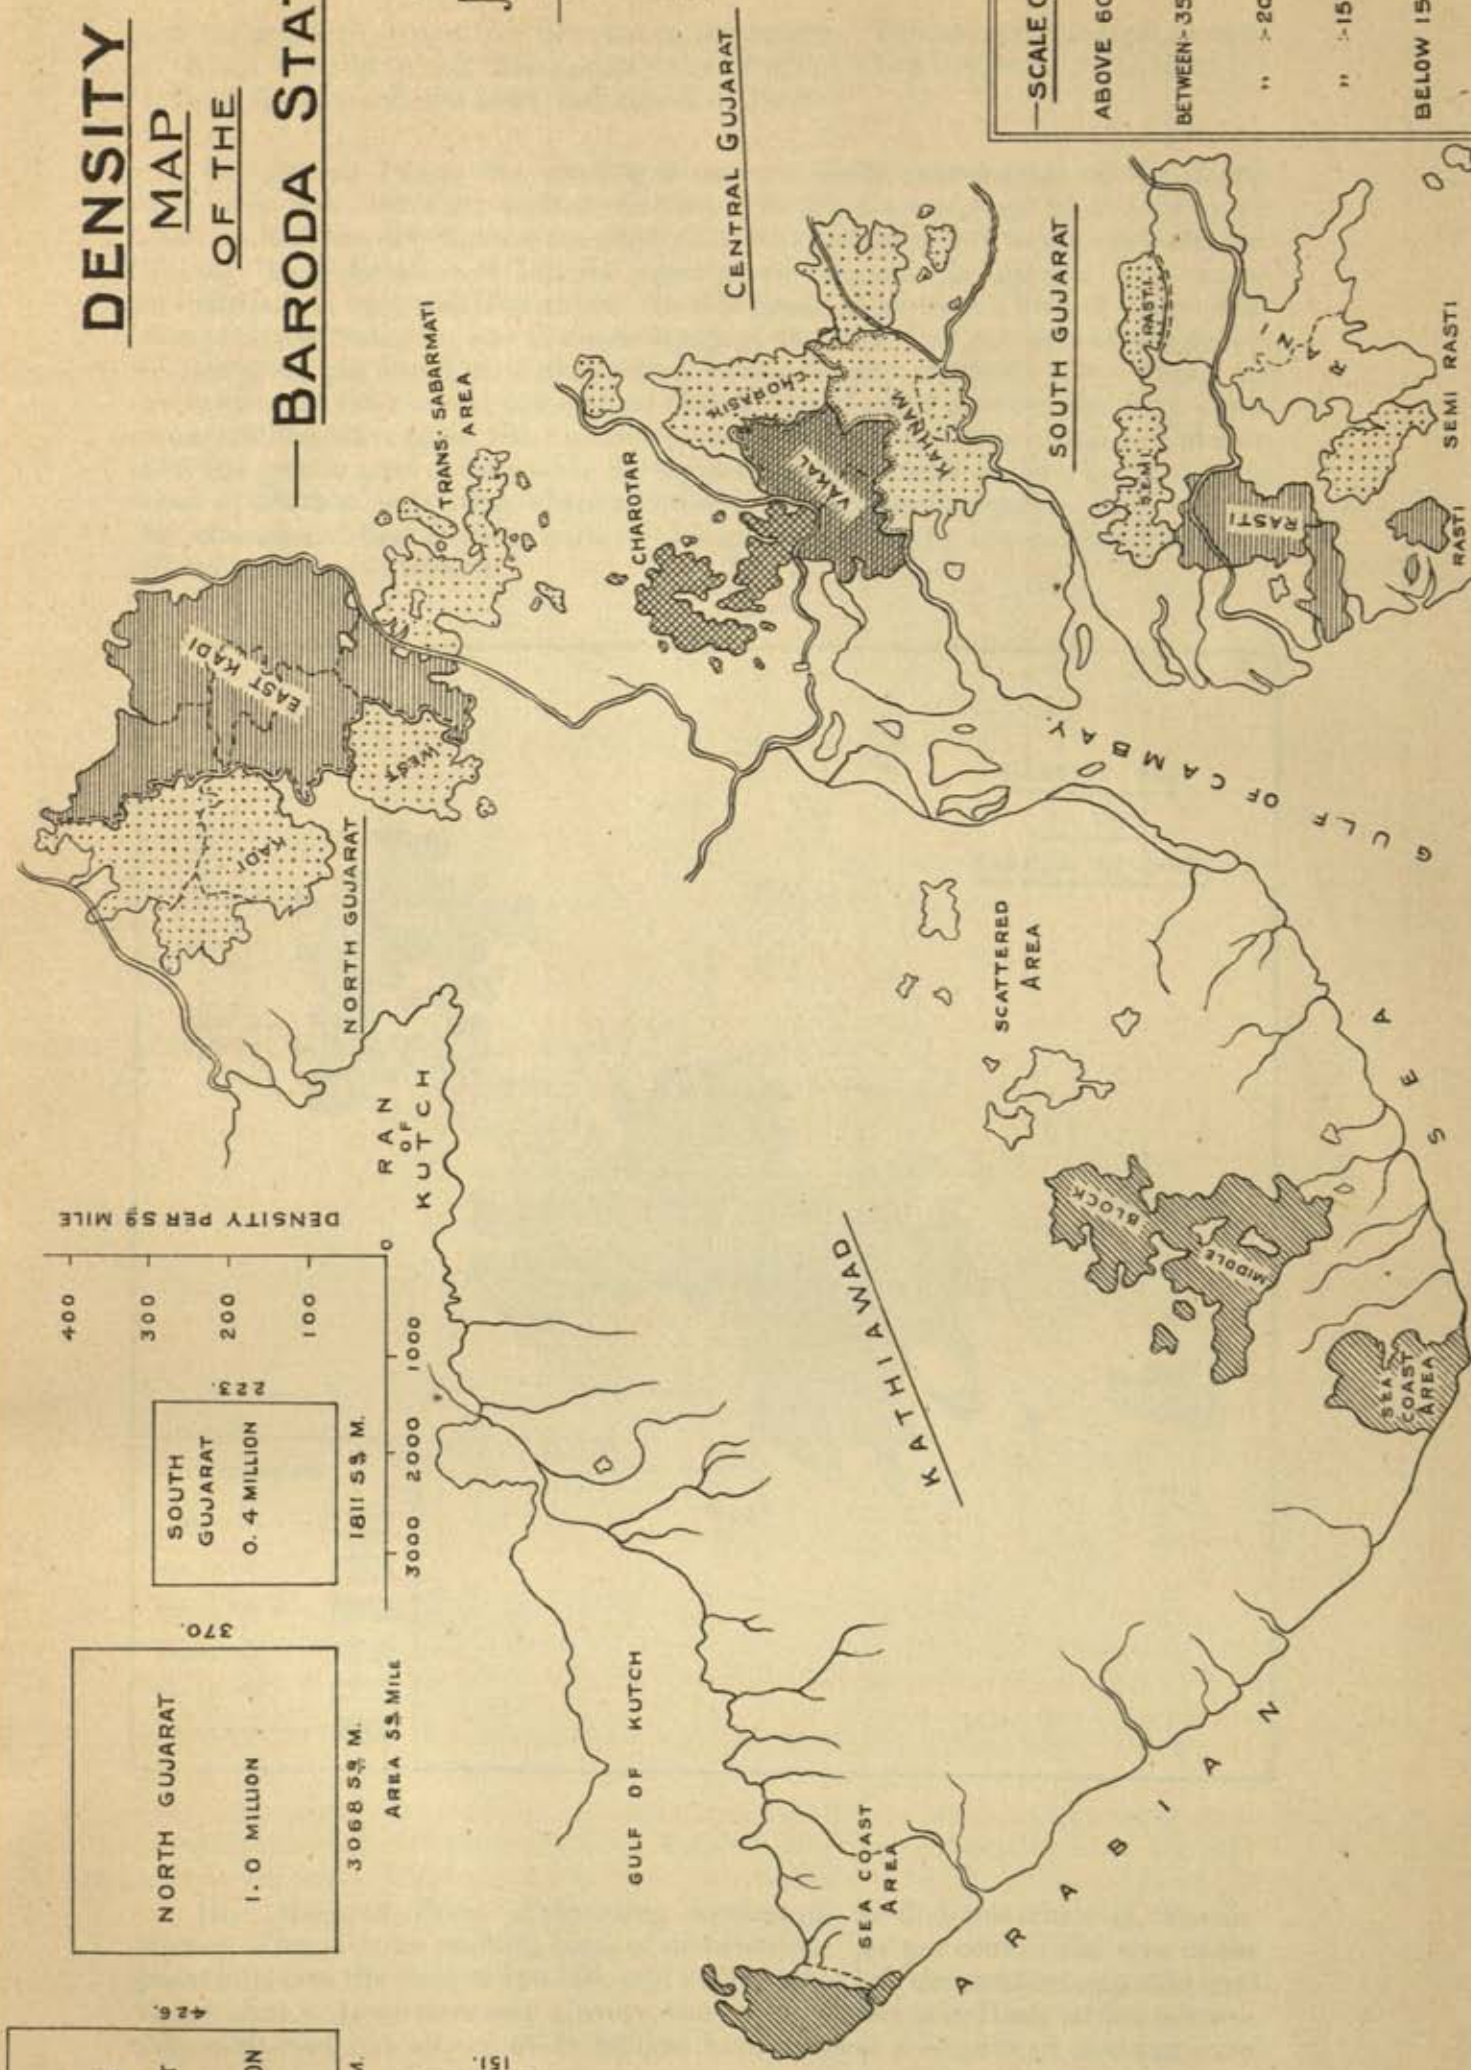 DENSITY
MAP
OF THE
BARODA STAT
400
300
200
100
0
DENSITY PER SQ MILE
1000
2000
3000
AREA SQ MILE
SOUTH
GUJARAT
0.4 MILLION
223.
1811 SQ M.
NORTH GUJARAT
1.0 MILLION
370.
3068 SQ M.
426.
M.
151.
EAST KADI
WEST
KADI
NORTH GUJARAT
TRANS-SABARMATI
AREA
CENTRAL GUJARAT
CHAROTAR
CHORASHI
VAKAL
KAHNAM
SOUTH GUJARAT
SEMI
RASTI
RASTI
RANI
SEMI RASTI
RASTI
RAN
OF
KUTCH
GULF OF KUTCH
KATHIAWAD
SCATTERED
AREA
MIDDLE
BLOCK
SEA
COAST
AREA
SEA COAST
AREA
GULF OF CAMBAY
ARABIAN SEA
SCALE O
ABOVE 60
BETWEEN:-35
" :-20
" :-15
BELOW 15